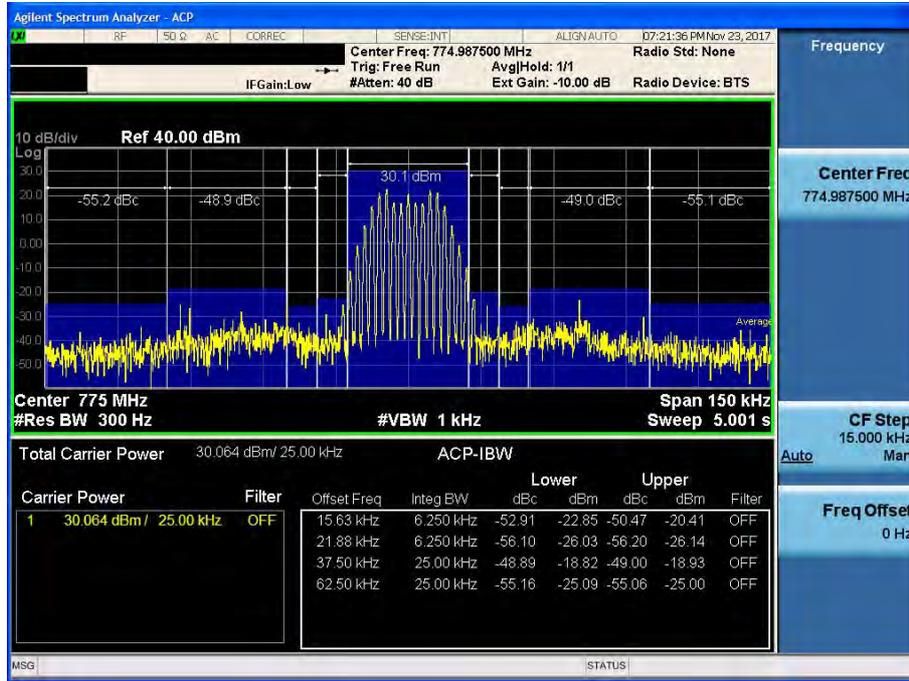 Agilent Spectrum Analyzer - ACP
LXI RF 50 Ω AC CORREC SENSE:INT ALIGN AUTO 07:21:36 PM Nov 23, 2017
Center Freq: 774.987500 MHz Radio Std: None
Trig: Free Run Avg|Hold: 1/1
IFGain:Low #Atten: 40 dB Ext Gain: -10.00 dB Radio Device: BTS
10 dB/div Ref 40.00 dBm
Log
30.0
20.0
10.0
0.00
-10.0
-20.0
-30.0
-40.0
-50.0
30.1 dBm
-55.2 dBc -48.9 dBc -49.0 dBc -55.1 dBc
Average
Center 775 MHz Span 150 kHz
#Res BW 300 Hz #VBW 1 kHz Sweep 5.001 s
Total Carrier Power 30.064 dBm/ 25.00 kHz ACP-IBW
Lower Upper
Carrier Power Filter Offset Freq Integ BW dBc dBm dBc dBm Filter
1 30.064 dBm / 25.00 kHz OFF
15.63 kHz 6.250 kHz -52.91 -22.85 -50.47 -20.41 OFF
21.88 kHz 6.250 kHz -56.10 -26.03 -56.20 -26.14 OFF
37.50 kHz 25.00 kHz -48.89 -18.82 -49.00 -18.93 OFF
62.50 kHz 25.00 kHz -55.16 -25.09 -55.06 -25.00 OFF
MSG STATUS
Frequency
Center Freq
774.987500 MHz
CF Step
15.000 kHz
Auto Man
Freq Offset
0 Hz